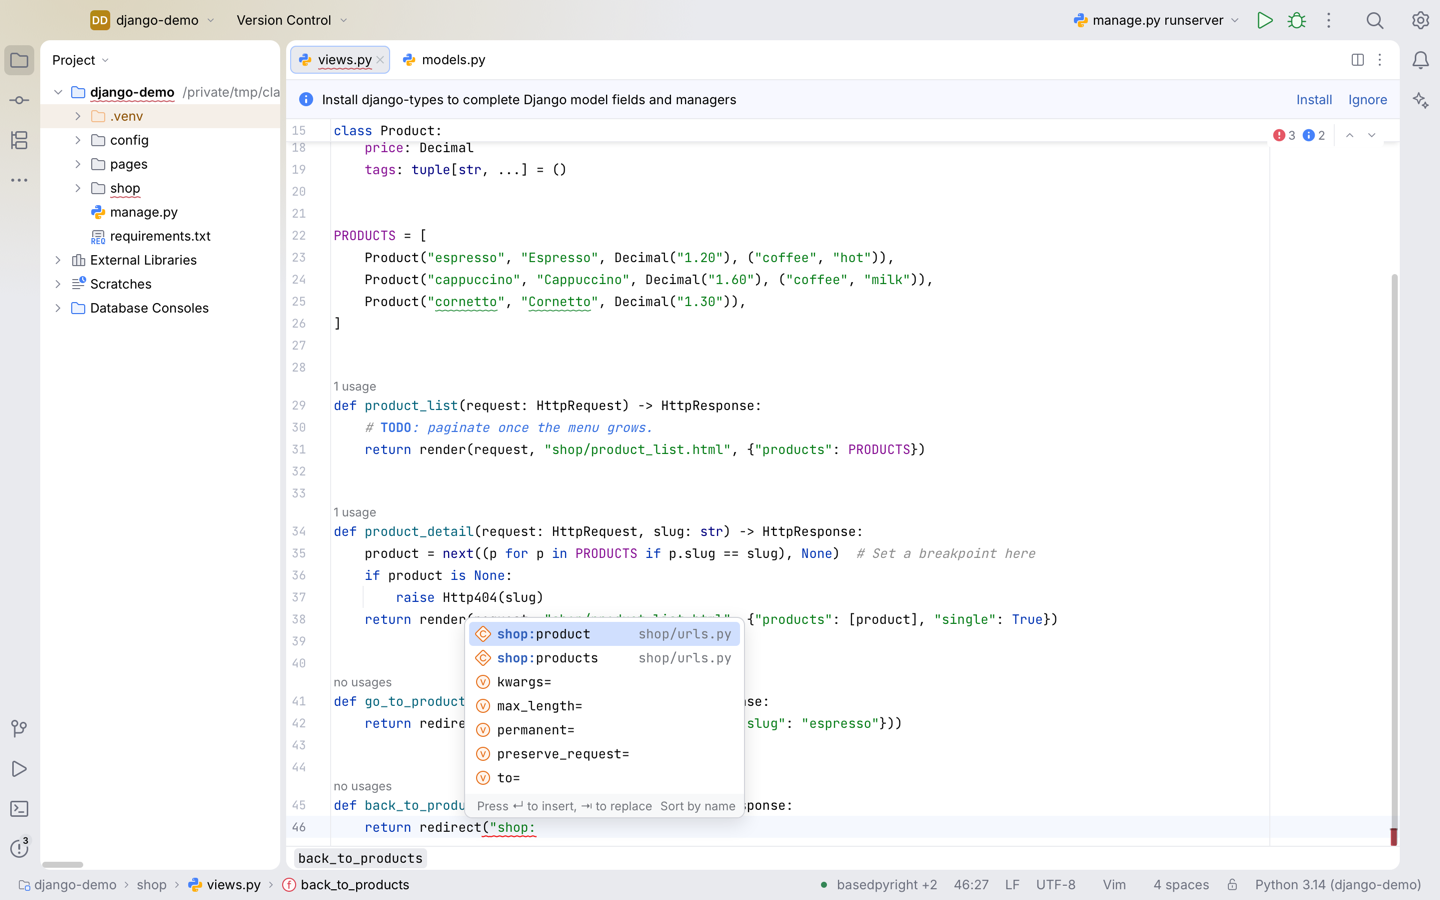 DD django-demo
Version Control
manage.py runserver
Project
views.py
models.py
django-demo /private/tmp/cla
.venv
config
pages
shop
manage.py
REQ requirements.txt
External Libraries
Scratches
Database Consoles
Install django-types to complete Django model fields and managers
Install Ignore
15 class Product:
3 2
18 price: Decimal
19 tags: tuple[str, ...] = ()
20
21
22 PRODUCTS = [
23 Product("espresso", "Espresso", Decimal("1.20"), ("coffee", "hot")),
24 Product("cappuccino", "Cappuccino", Decimal("1.60"), ("coffee", "milk")),
25 Product("cornetto", "Cornetto", Decimal("1.30")),
26 ]
27
28
1 usage
29 def product_list(request: HttpRequest) -> HttpResponse:
30 # TODO: paginate once the menu grows.
31 return render(request, "shop/product_list.html", {"products": PRODUCTS})
32
33
1 usage
34 def product_detail(request: HttpRequest, slug: str) -> HttpResponse:
35 product = next((p for p in PRODUCTS if p.slug == slug), None) # Set a breakpoint here
36 if product is None:
37 raise Http404(slug)
38 return render(request, "shop/product_list.html", {"products": [product], "single": True})
39
40
no usages
41 def go_to_product
42 return redire
nse:
slug": "espresso"}))
43
44
no usages
45 def back_to_produ
ponse:
46 return redirect("shop:
shop:product shop/urls.py
shop:products shop/urls.py
kwargs=
max_length=
permanent=
preserve_request=
to=
Press ↵ to insert, ⇥ to replace Sort by name
back_to_products
3
django-demo › shop › views.py › back_to_products
basedpyright +2 46:27 LF UTF-8 Vim 4 spaces Python 3.14 (django-demo)